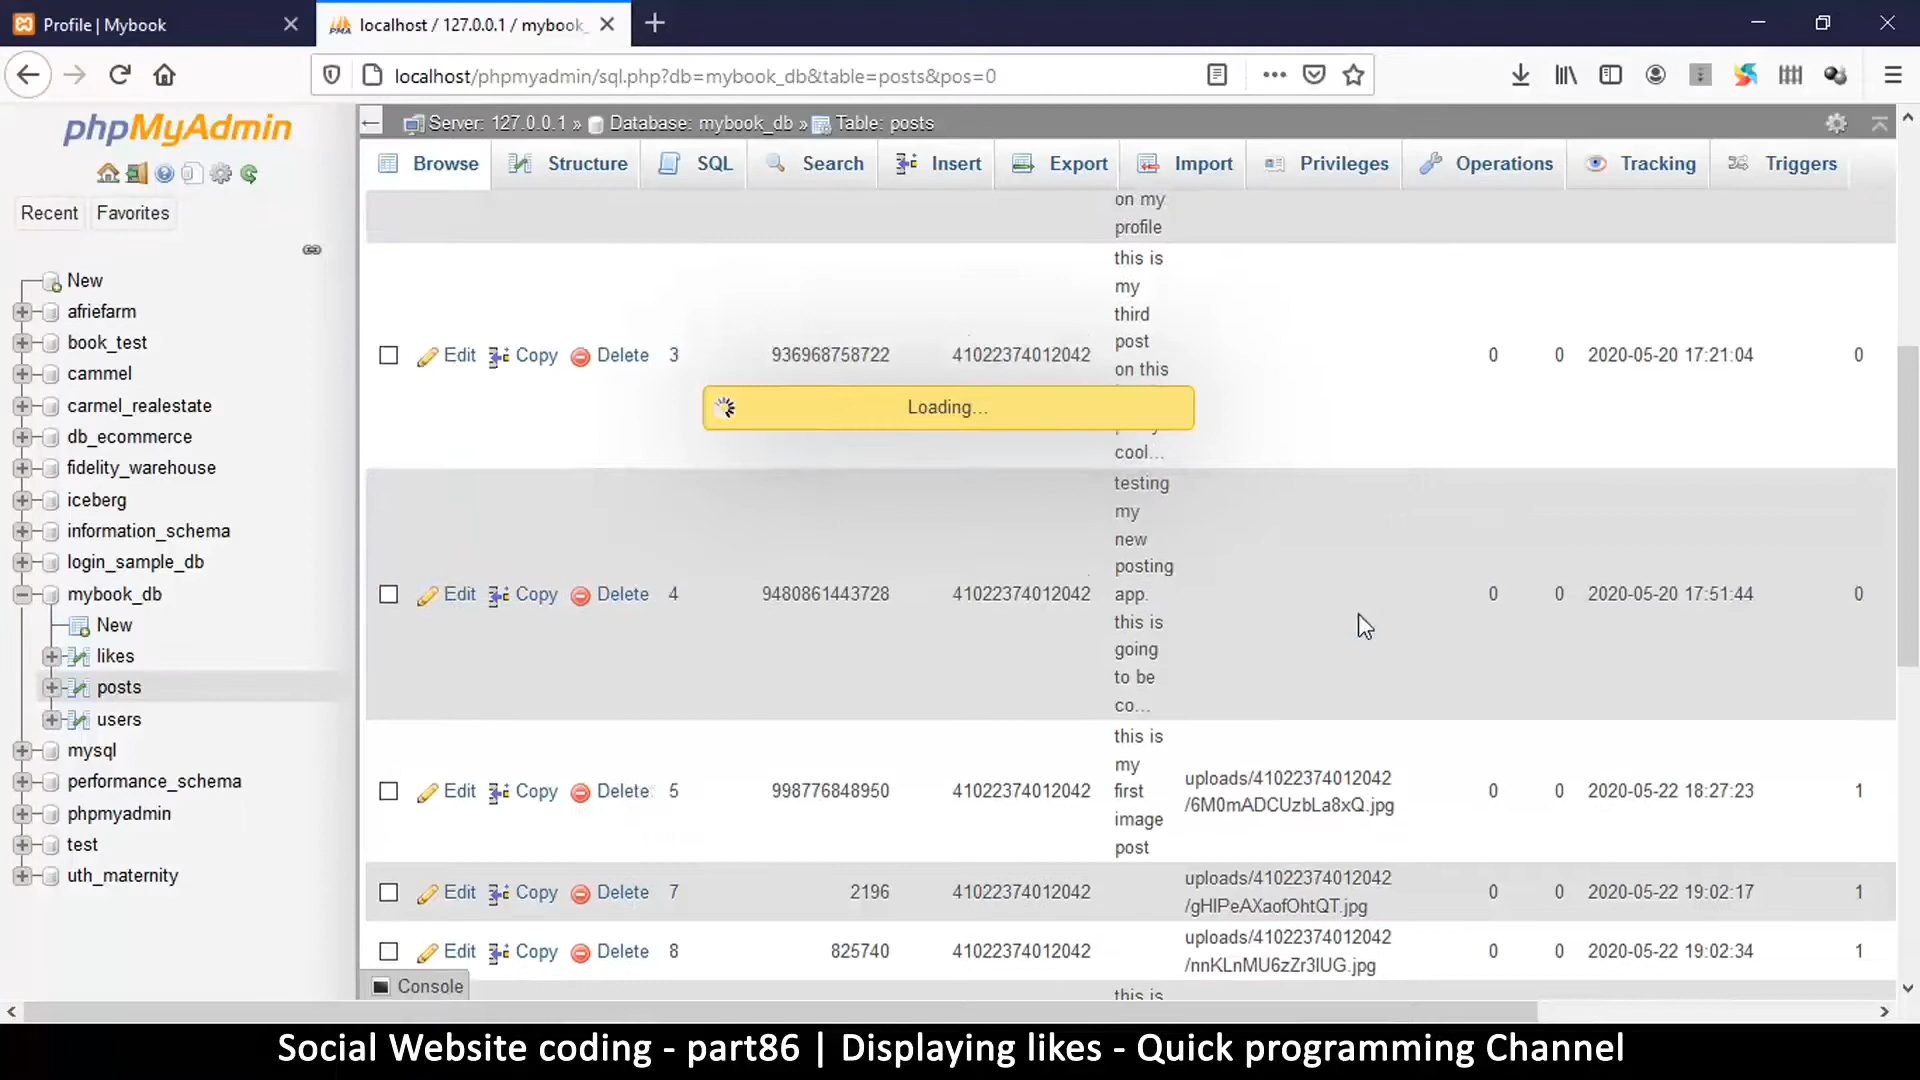 Profile | Mybook
localhost / 127.0.0.1 / mybook_
localhost/phpmyadmin/sql.php?db=mybook_db&table=posts&pos=0
phpMyAdmin
Recent
Favorites
New
afriefarm
book_test
cammel
carmel_realestate
db_ecommerce
fidelity_warehouse
iceberg
information_schema
login_sample_db
mybook_db
New
likes
posts
users
mysql
performance_schema
phpmyadmin
test
uth_maternity
Server: 127.0.0.1 » Database: mybook_db » Table: posts
Browse Structure SQL Search Insert Export Import Privileges Operations Tracking Triggers
on my
profile
this is
my
third
post
on this
Edit Copy Delete 3 936968758722 41022374012042 0 0 2020-05-20 17:21:04 0
Loading...
cool...
testing
my
new
posting
app.
this is
going
to be
co...
Edit Copy Delete 4 9480861443728 41022374012042 0 0 2020-05-20 17:51:44 0
this is
my
first
image
post
Edit Copy Delete 5 998776848950 41022374012042 uploads/41022374012042
/6M0mADCUzbLa8xQ.jpg 0 0 2020-05-22 18:27:23 1
Edit Copy Delete 7 2196 41022374012042 uploads/41022374012042
/gHIPeAXaofOhtQT.jpg 0 0 2020-05-22 19:02:17 1
Edit Copy Delete 8 825740 41022374012042 uploads/41022374012042
/nnKLnMU6zZr3IUG.jpg 0 0 2020-05-22 19:02:34 1
this is
Console
Social Website coding - part86 | Displaying likes - Quick programming Channel